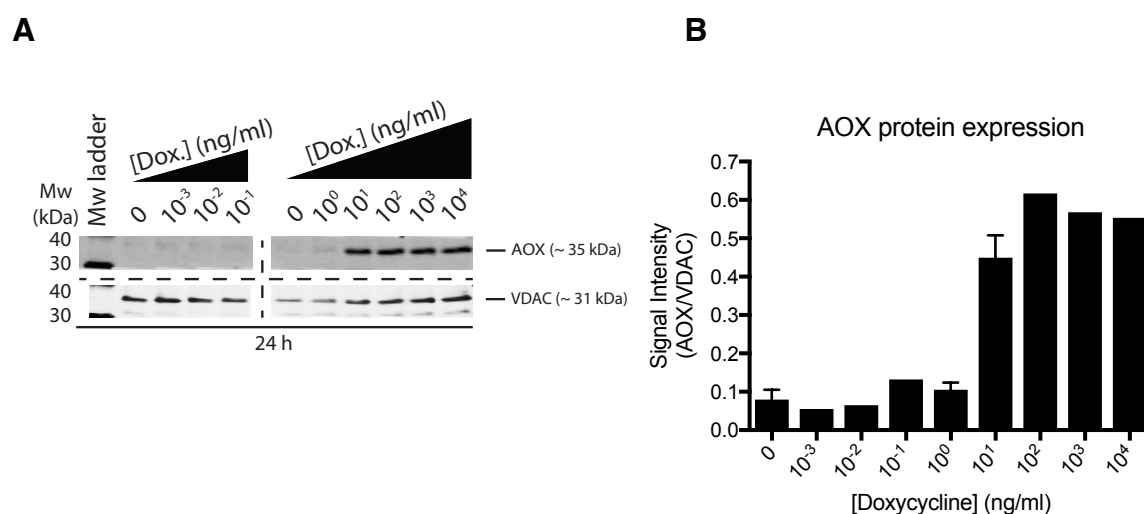 A
Mw ladder
[Dox.] (ng/ml)
[Dox.] (ng/ml)
Mw
(kDa)
0 10-3 10-2 10-1 0 100 101 102 103 104
40
30
AOX (~ 35 kDa)
40
30
VDAC (~ 31 kDa)
24 h
B
AOX protein expression
Signal Intensity
(AOX/VDAC)
0.7
0.6
0.5
0.4
0.3
0.2
0.1
0.0
0 10-3 10-2 10-1 100 101 102 103 104
[Doxycycline] (ng/ml)